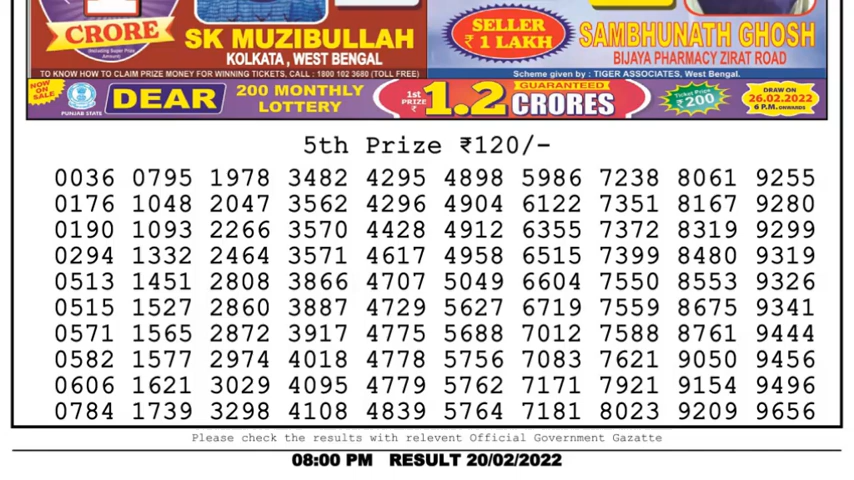 1
CRORE
(Including Super Prize Amount)
SK MUZIBULLAH
KOLKATA, WEST BENGAL
TO KNOW HOW TO CLAIM PRIZE MONEY FOR WINNING TICKETS, CALL : 1800 102 3680 (TOLL FREE)
SELLER
₹ 1 LAKH
SAMBHUNATH GHOSH
BIJAYA PHARMACY ZIRAT ROAD
Scheme given by : TIGER ASSOCIATES, West Bengal.
NOW ON SALE
PUNJAB STATE
DEAR
200 MONTHLY
LOTTERY
1st PRIZE ₹
1.2
GUARANTEED
CRORES
Ticket Price
₹200
DRAW ON
26.02.2022
6 P.M. ONWARDS
5th Prize ₹120/-
0036 0795 1978 3482 4295 4898 5986 7238 8061 9255
0176 1048 2047 3562 4296 4904 6122 7351 8167 9280
0190 1093 2266 3570 4428 4912 6355 7372 8319 9299
0294 1332 2464 3571 4617 4958 6515 7399 8480 9319
0513 1451 2808 3866 4707 5049 6604 7550 8553 9326
0515 1527 2860 3887 4729 5627 6719 7559 8675 9341
0571 1565 2872 3917 4775 5688 7012 7588 8761 9444
0582 1577 2974 4018 4778 5756 7083 7621 9050 9456
0606 1621 3029 4095 4779 5762 7171 7921 9154 9496
0784 1739 3298 4108 4839 5764 7181 8023 9209 9656
Please check the results with relevent Official Government Gazatte
08:00 PM RESULT 20/02/2022